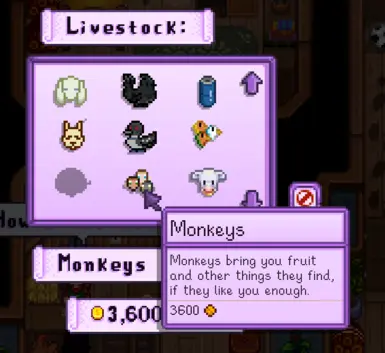 Livestock:
How
Monkeys
3,600
Monkeys
Monkeys bring you fruit
and other things they find,
if they like you enough.
3600